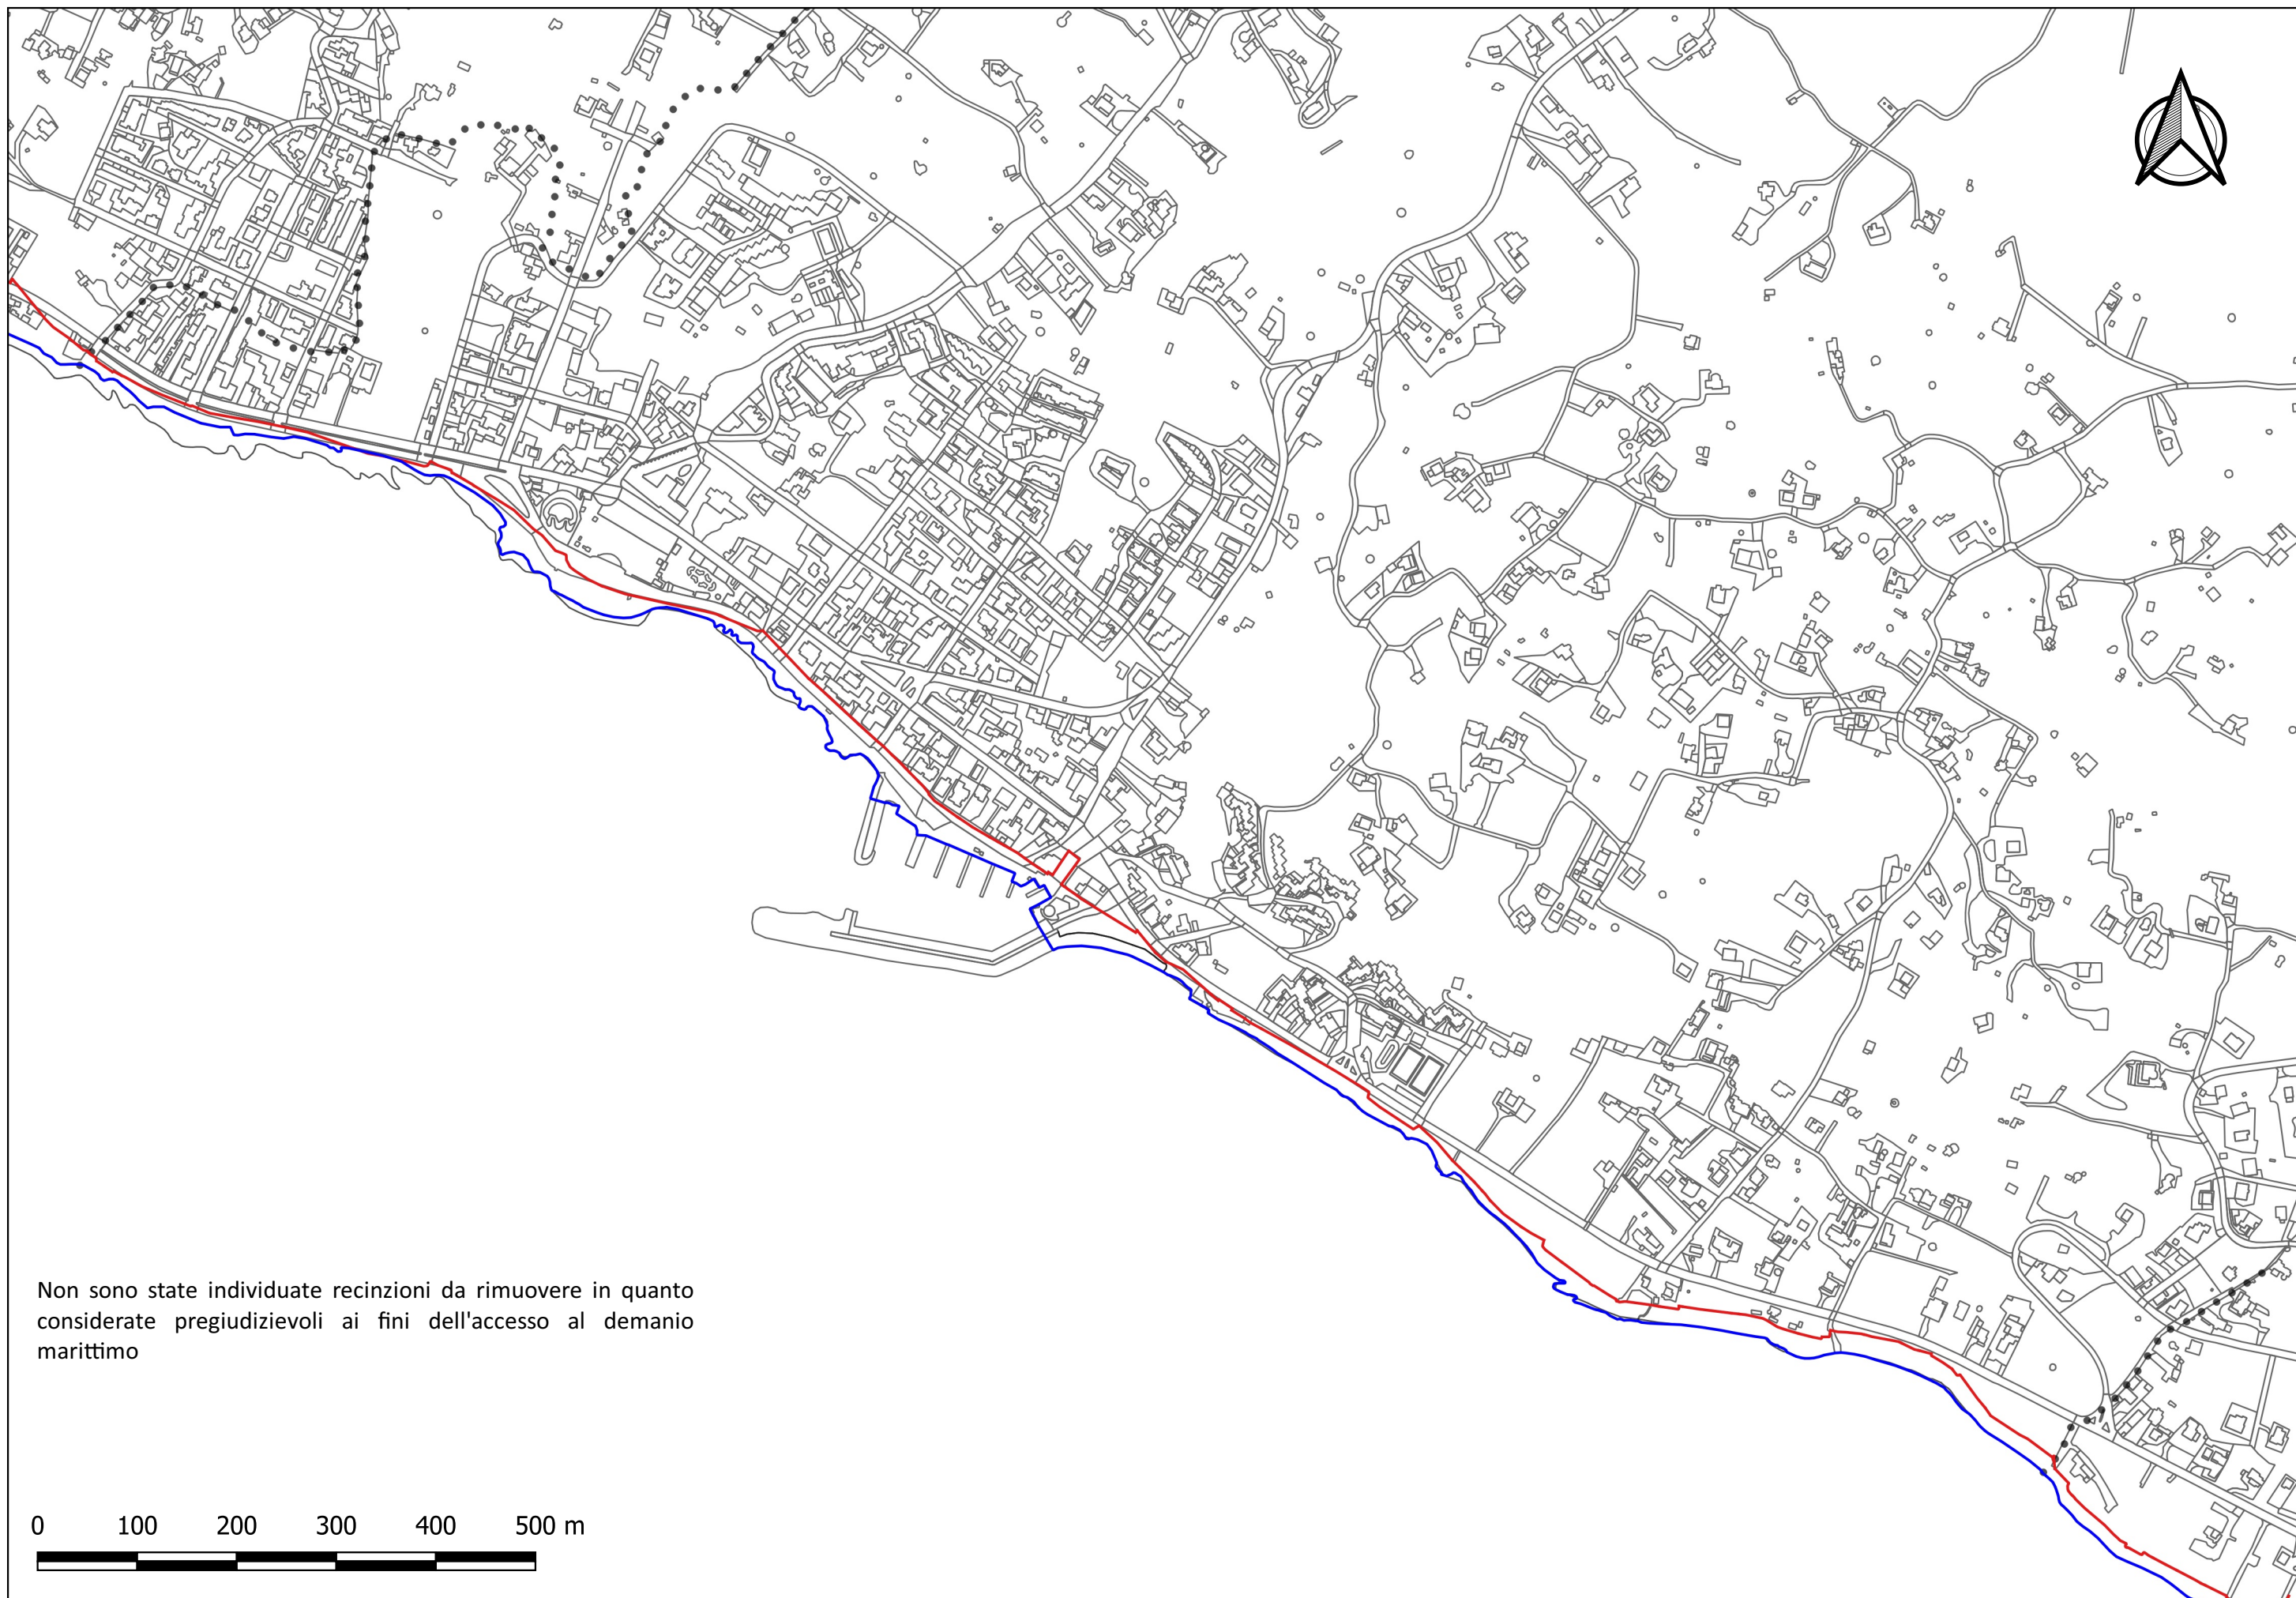 Non sono state individuate recinzioni da rimuovere in quanto
considerate pregiudizievoli ai fini dell'accesso al demanio
marittimo
0 100 200 300 400 500 m